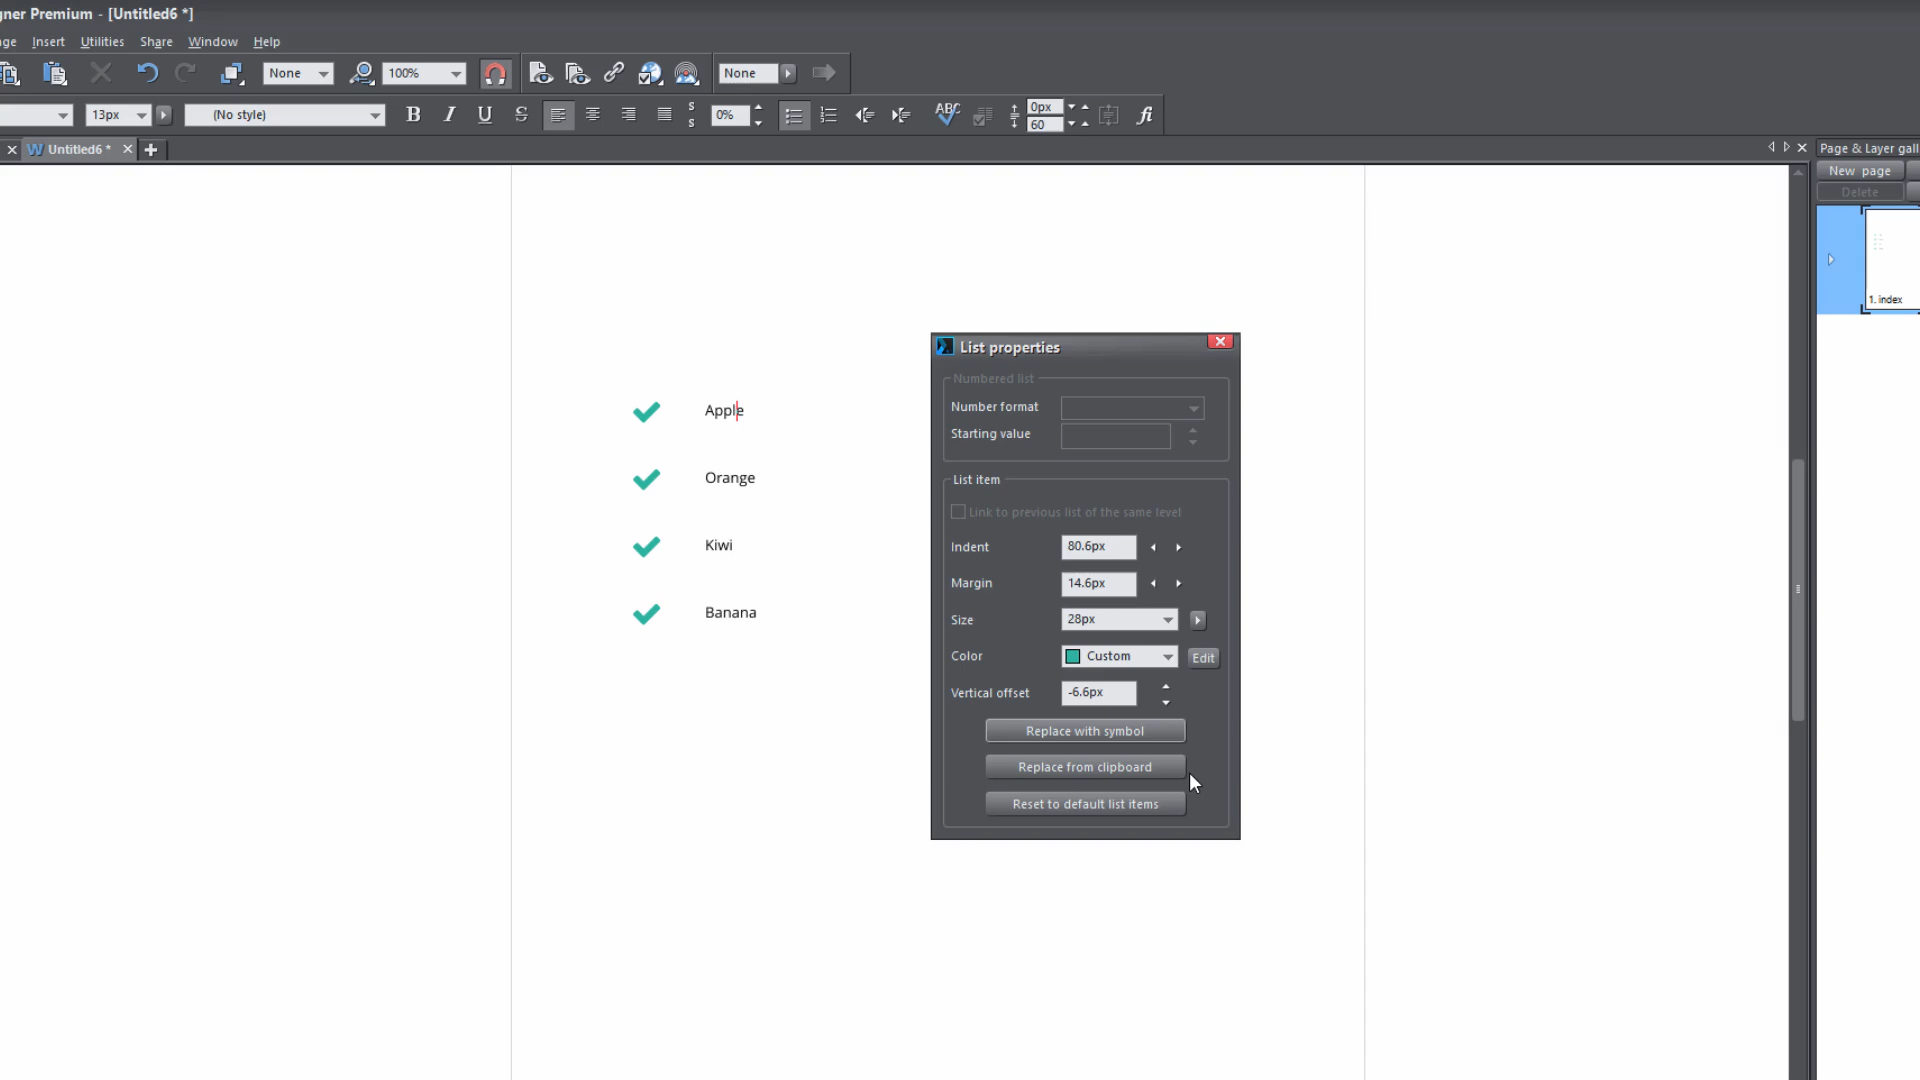 gner Premium - [Untitled6 *]
ge Insert Utilities Share Window Help
None 100% None
13px (No style) B I U S 0% ABC 0px 60 fi
Untitled6 *
Page & Layer gall
New page
Delete
1. index
Apple
Orange
Kiwi
Banana
List properties
Numbered list
Number format
Starting value
List item
Link to previous list of the same level
Indent 80.6px
Margin 14.6px
Size 28px
Color Custom Edit
Vertical offset -6.6px
Replace with symbol
Replace from clipboard
Reset to default list items